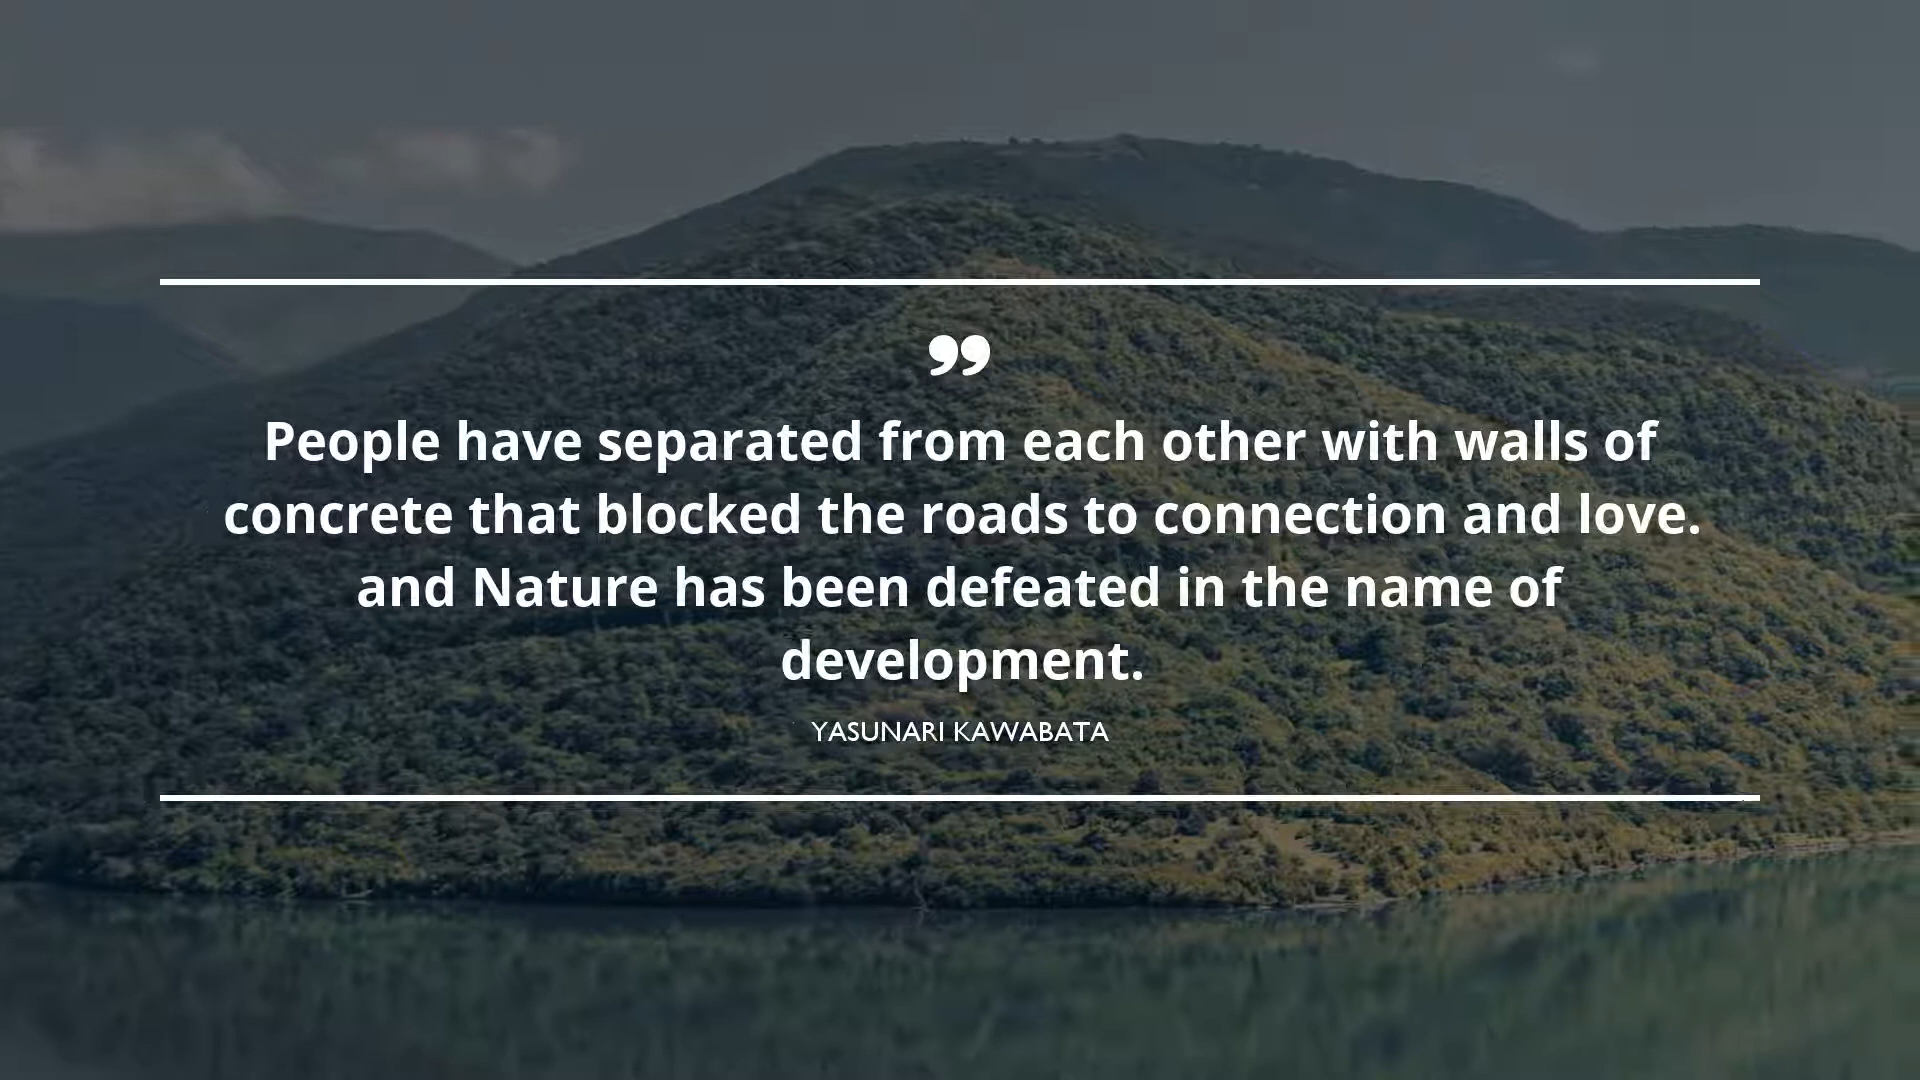 ”
People have separated from each other with walls of
concrete that blocked the roads to connection and love.
and Nature has been defeated in the name of
development.
YASUNARI KAWABATA